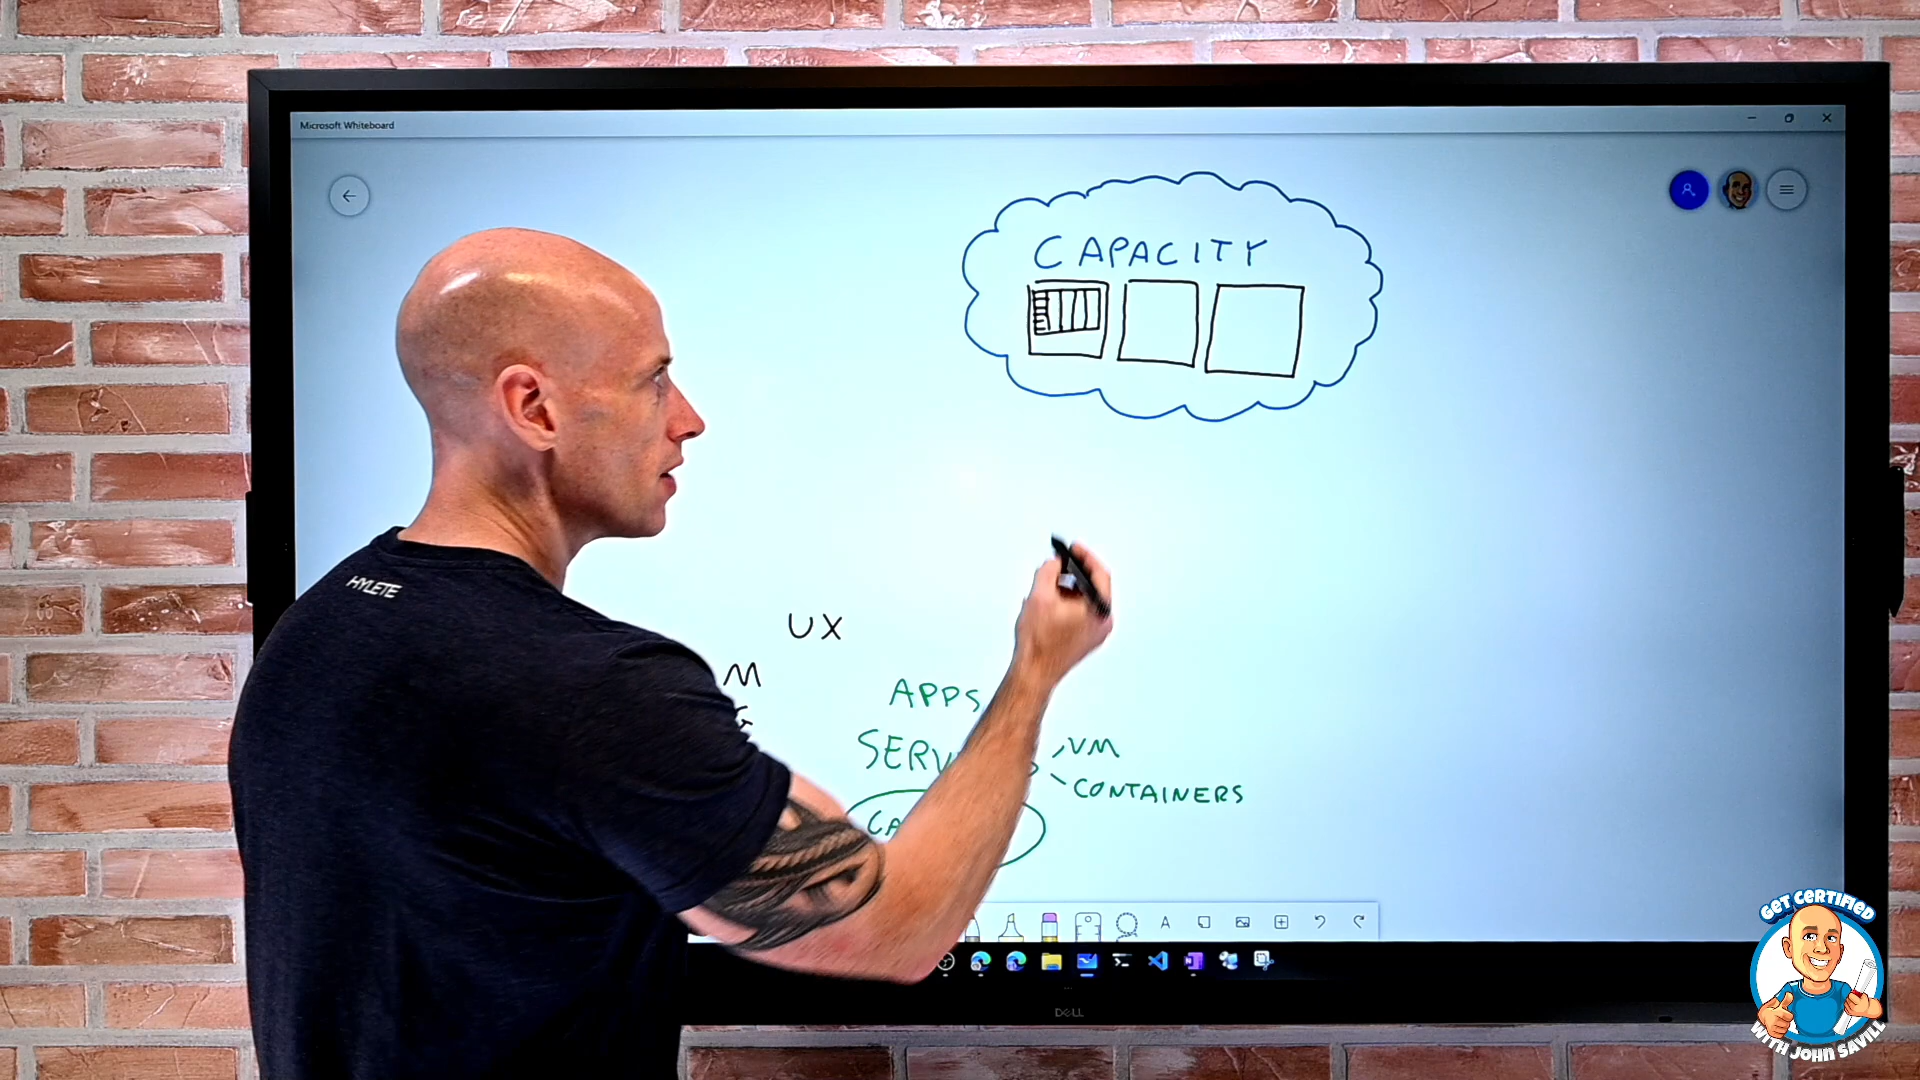 Microsoft Whiteboard
CAPACITY
HYLETE
UX
M
APPS
VM
CONTAINERS
DELL
GET CERTIFIED
WITH JOHN SAVILL